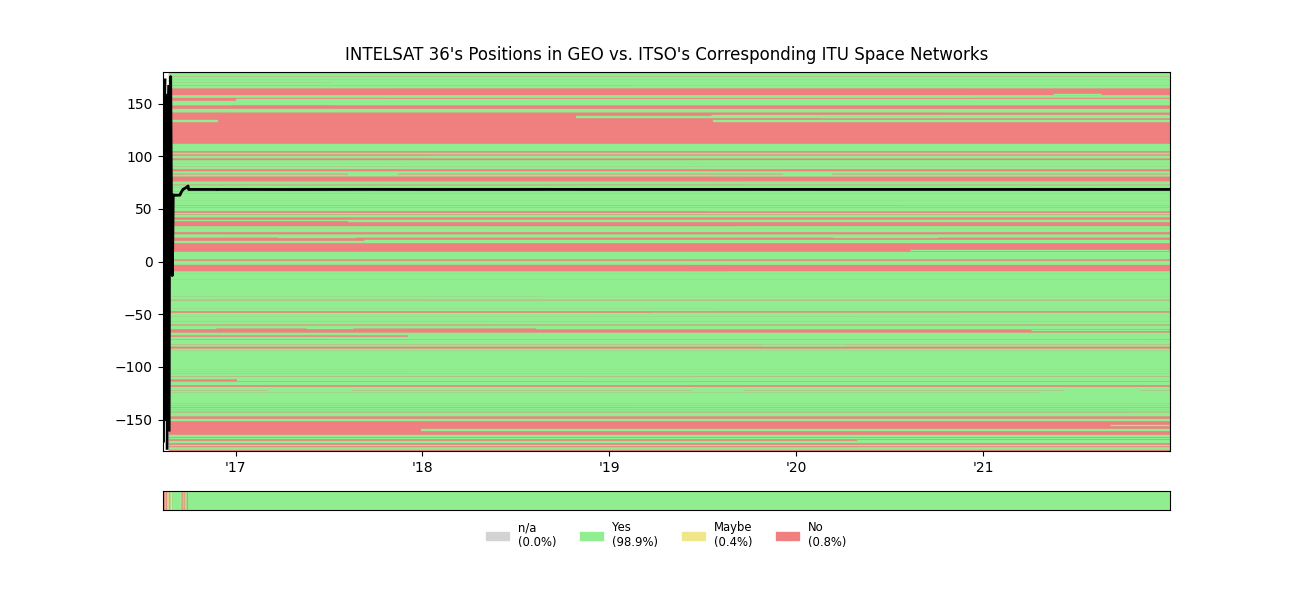 INTELSAT 36's Positions in GEO vs. ITSO's Corresponding ITU Space Networks
150
100
50
0
−50
−100
−150
'17 '18 '19 '20 '21
n/a Yes Maybe No
(0.0%) (98.9%) (0.4%) (0.8%)